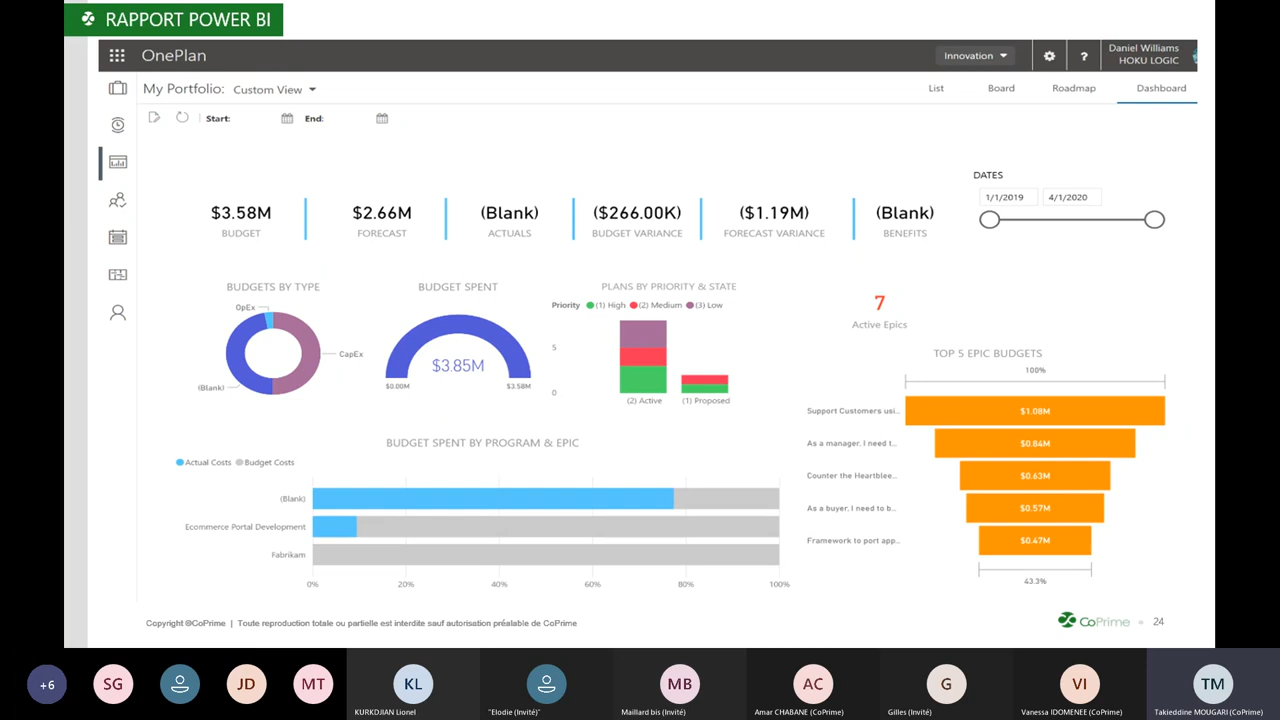 RAPPORT POWER BI
OnePlan
Innovation
?
Daniel Williams
HOKU LOGIC
My Portfolio: Custom View
List
Board
Roadmap
Dashboard
Start:
End:
DATES
1/1/2019
4/1/2020
$3.58M
BUDGET
$2.66M
FORECAST
(Blank)
ACTUALS
($266.00K)
BUDGET VARIANCE
($1.19M)
FORECAST VARIANCE
(Blank)
BENEFITS
BUDGETS BY TYPE
OpEx
CapEx
(Blank)
BUDGET SPENT
$3.85M
$0.00M
$3.58M
PLANS BY PRIORITY & STATE
Priority (1) High (2) Medium (3) Low
5
0
(2) Active
(1) Proposed
7
Active Epics
TOP 5 EPIC BUDGETS
100%
Support Customers usi... $1.08M
As a manager, I need t... $0.84M
Counter the Heartblee... $0.63M
As a buyer, I need to b... $0.57M
Framework to port app... $0.47M
43.3%
BUDGET SPENT BY PROGRAM & EPIC
Actual Costs Budget Costs
(Blank)
Ecommerce Portal Development
Fabrikam
0% 20% 40% 60% 80% 100%
Copyright @CoPrime | Toute reproduction totale ou partielle est interdite sauf autorisation préalable de CoPrime
CoPrime
24
+6
SG
JD
MT
KL
KURKDJIAN Lionel
"Elodie (Invité)"
MB
Maillard bis (Invité)
AC
Amar CHABANE (CoPrime)
G
Gilles (Invité)
VI
Vanessa IDOMENEE (CoPrime)
TM
Takieddine MOUGARI (CoPrime)